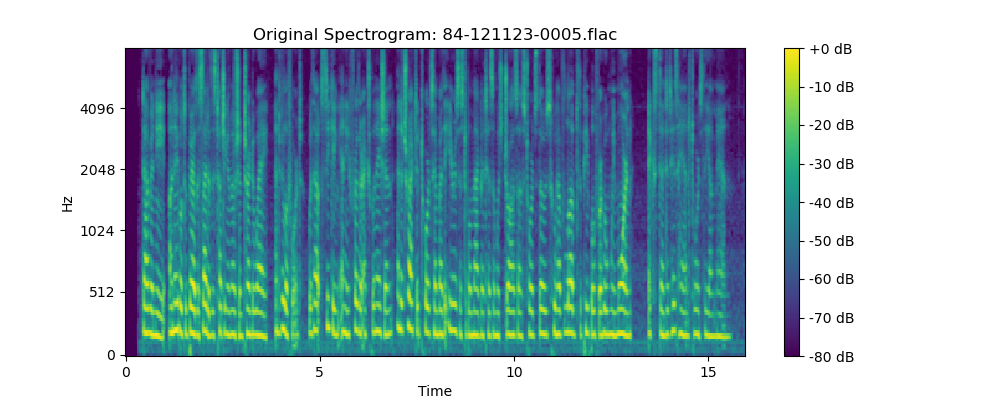 Original Spectrogram: 84-121123-0005.flac
Hz
4096
2048
1024
512
0
0 5 10 15
Time
+0 dB
-10 dB
-20 dB
-30 dB
-40 dB
-50 dB
-60 dB
-70 dB
-80 dB